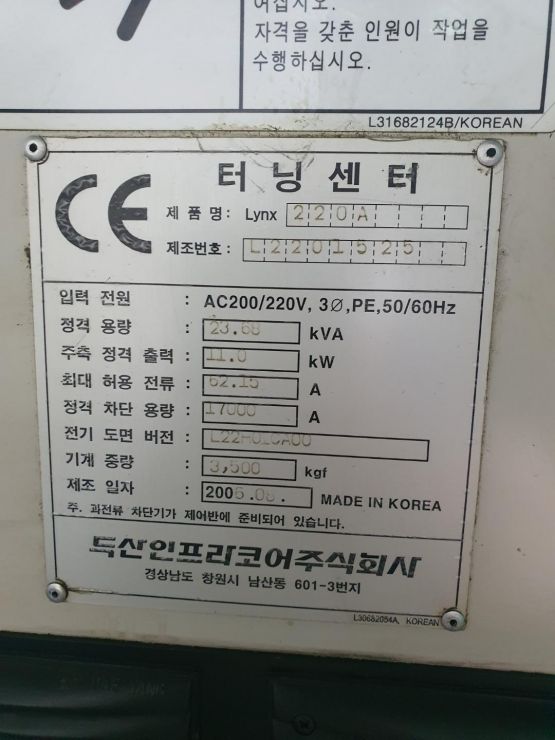 여십시오.
자격을 갖춘 인원이 작업을
수행하십시오.
L31682124B/KOREAN
CE 터닝센터
제 품 명: Lynx 220A
제조번호: L2201525
입력 전원 : AC200/220V, 3Ø,PE,50/60Hz
정격 용량 : 23.68 kVA
주축 정격 출력 : 11.0 kW
최대 허용 전류 : 62.15 A
정격 차단 용량 : 17000 A
전기 도면 버전 :
기계 중량 : 3,500 kgf
제조 일자 : 2006.08. MADE IN KOREA
주. 과전류 차단기가 제어반에 준비되어 있습니다.
두산인프라코어주식회사
경상남도 창원시 남산동 601-3번지
L30682054A, KOREAN